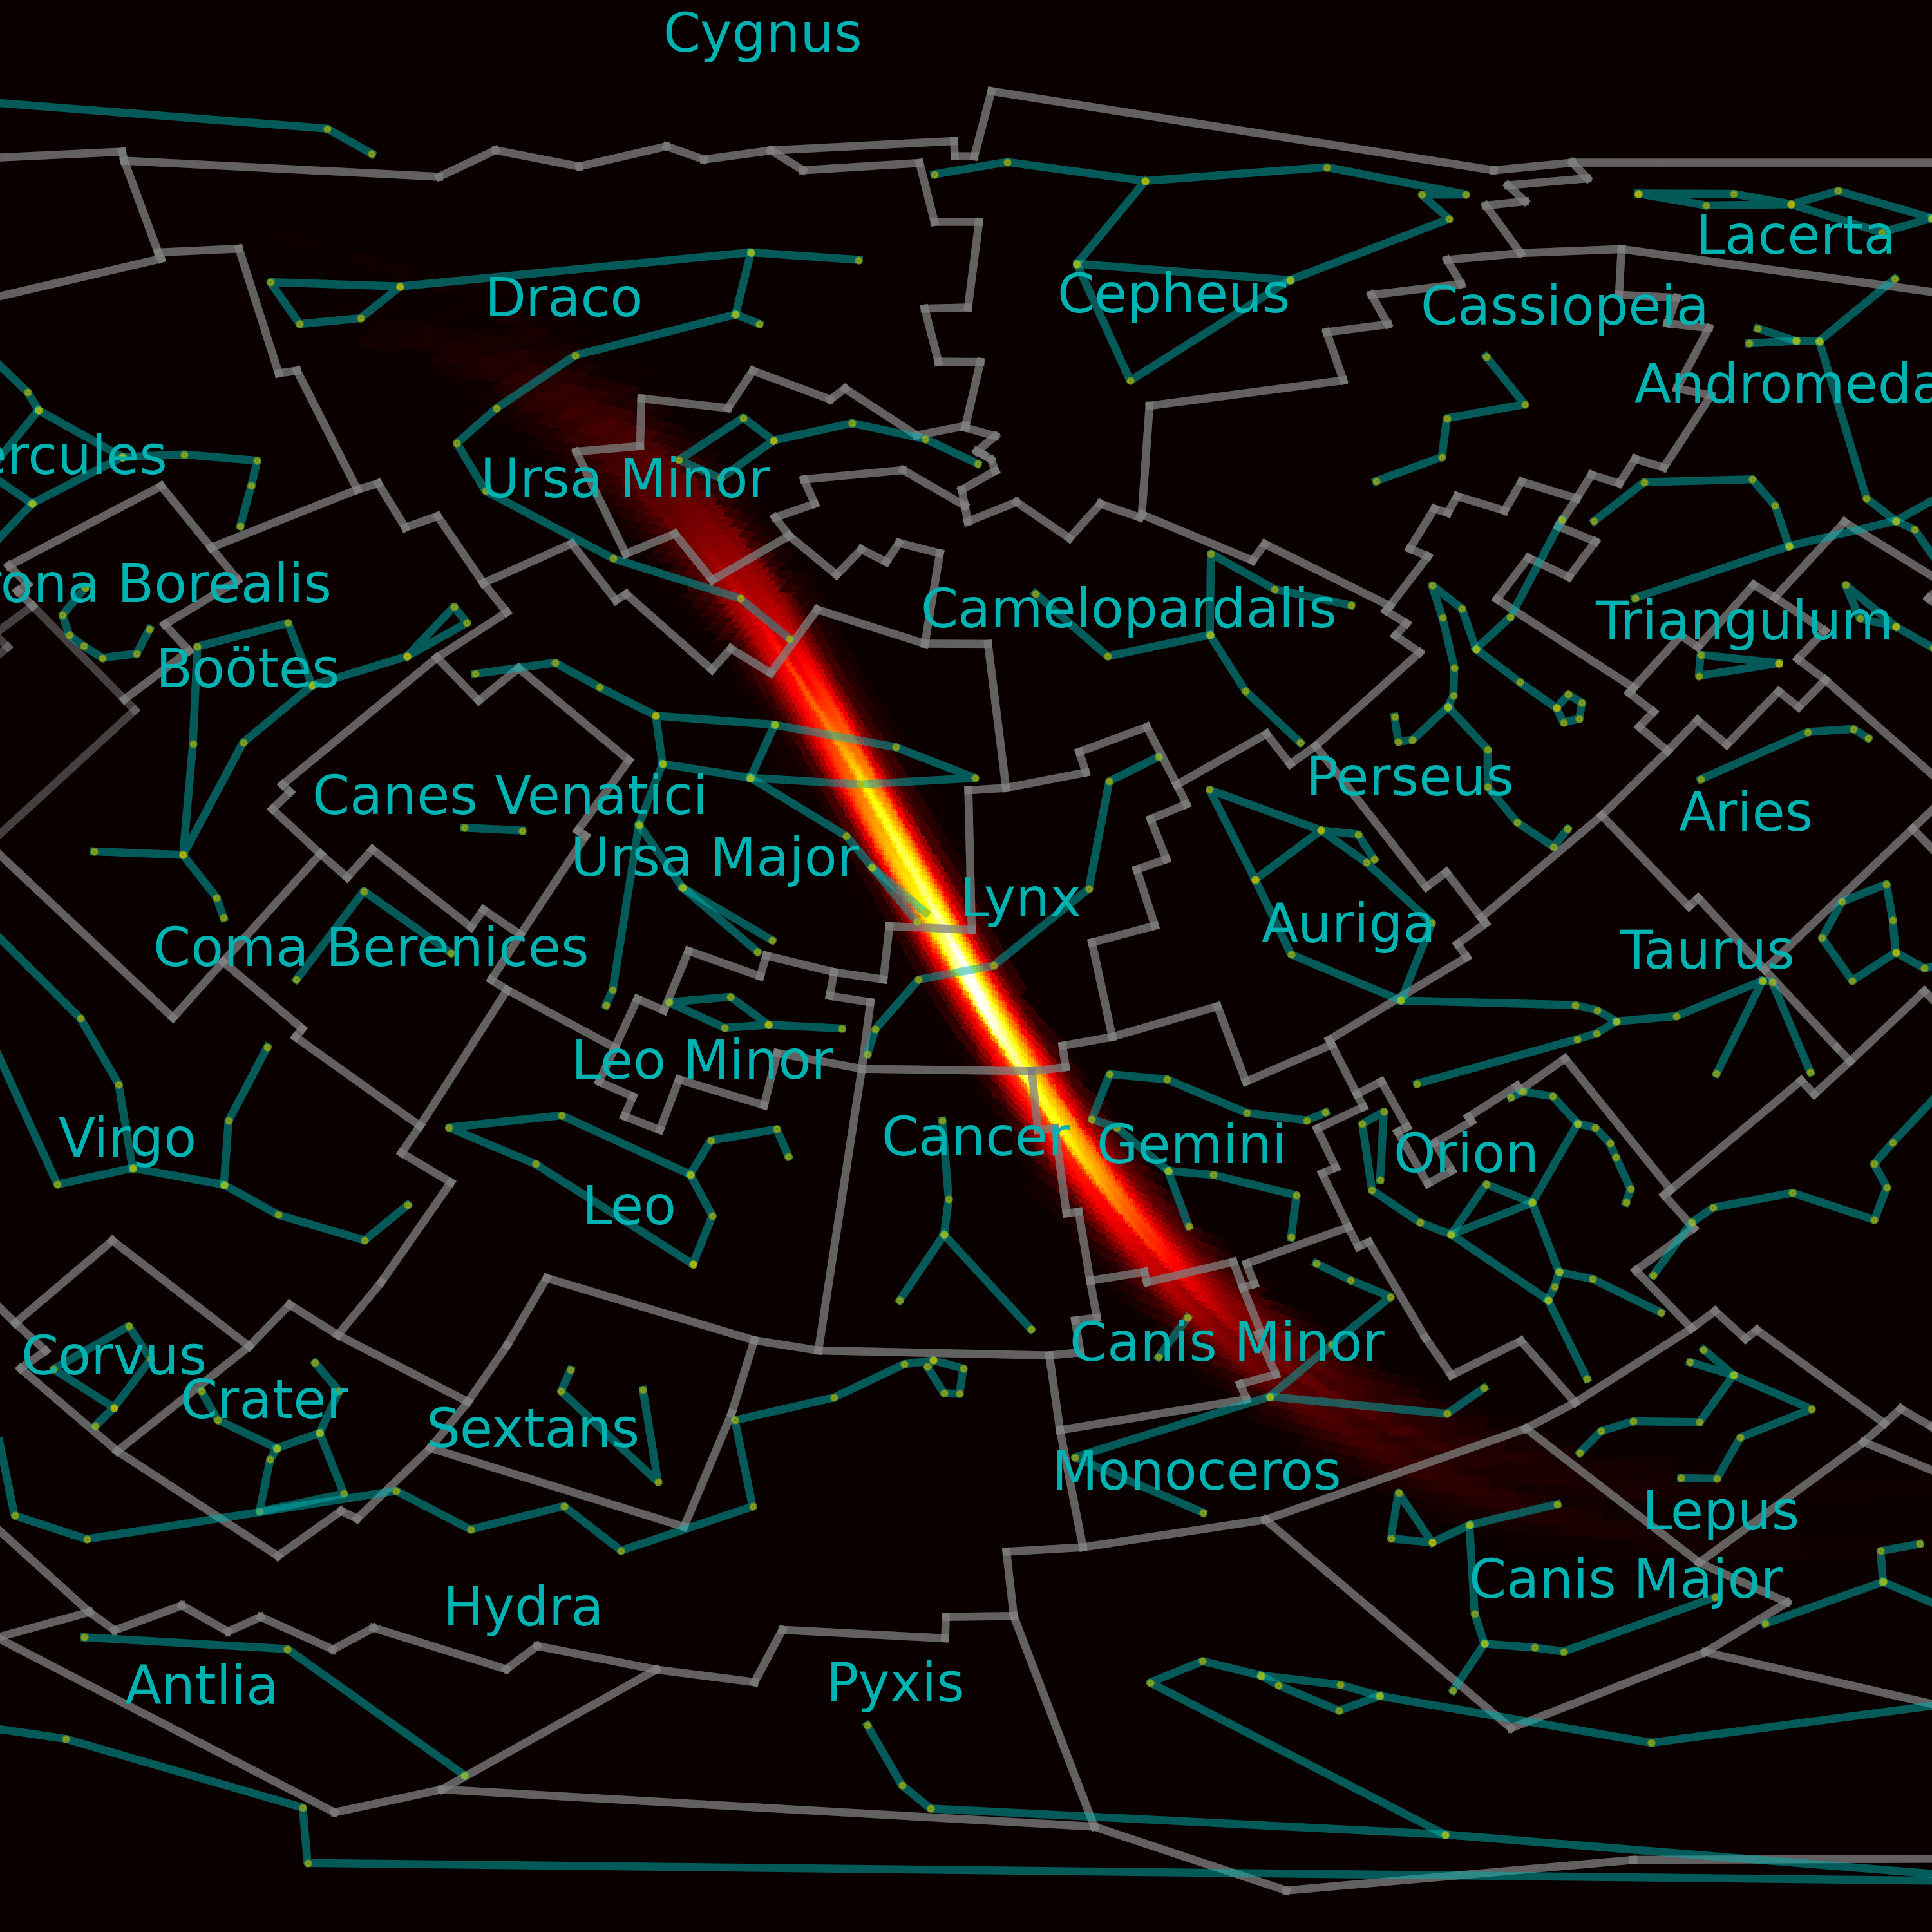 Cygnus
Lacerta
Draco
Cepheus
Cassiopeia
Andromeda
ercules
Ursa Minor
rona Borealis
Camelopardalis
Triangulum
Boötes
Perseus
Canes Venatici
Aries
Ursa Major
Lynx
Auriga
Coma Berenices
Taurus
Leo Minor
Virgo
Cancer
Gemini
Orion
Leo
Canis Minor
Corvus
Crater
Sextans
Monoceros
Lepus
Canis Major
Hydra
Antlia
Pyxis